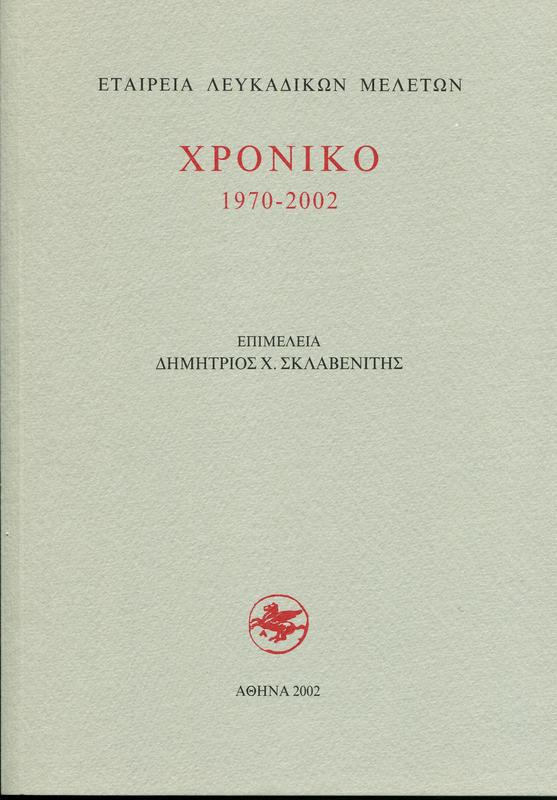 ΕΤΑΙΡΕΙΑ ΛΕΥΚΑΔΙΚΩΝ ΜΕΛΕΤΩΝ
ΧΡΟΝΙΚΟ
1970-2002
ΕΠΙΜΕΛΕΙΑ
ΔΗΜΗΤΡΙΟΣ Χ. ΣΚΛΑΒΕΝΙΤΗΣ
ΑΘΗΝΑ 2002